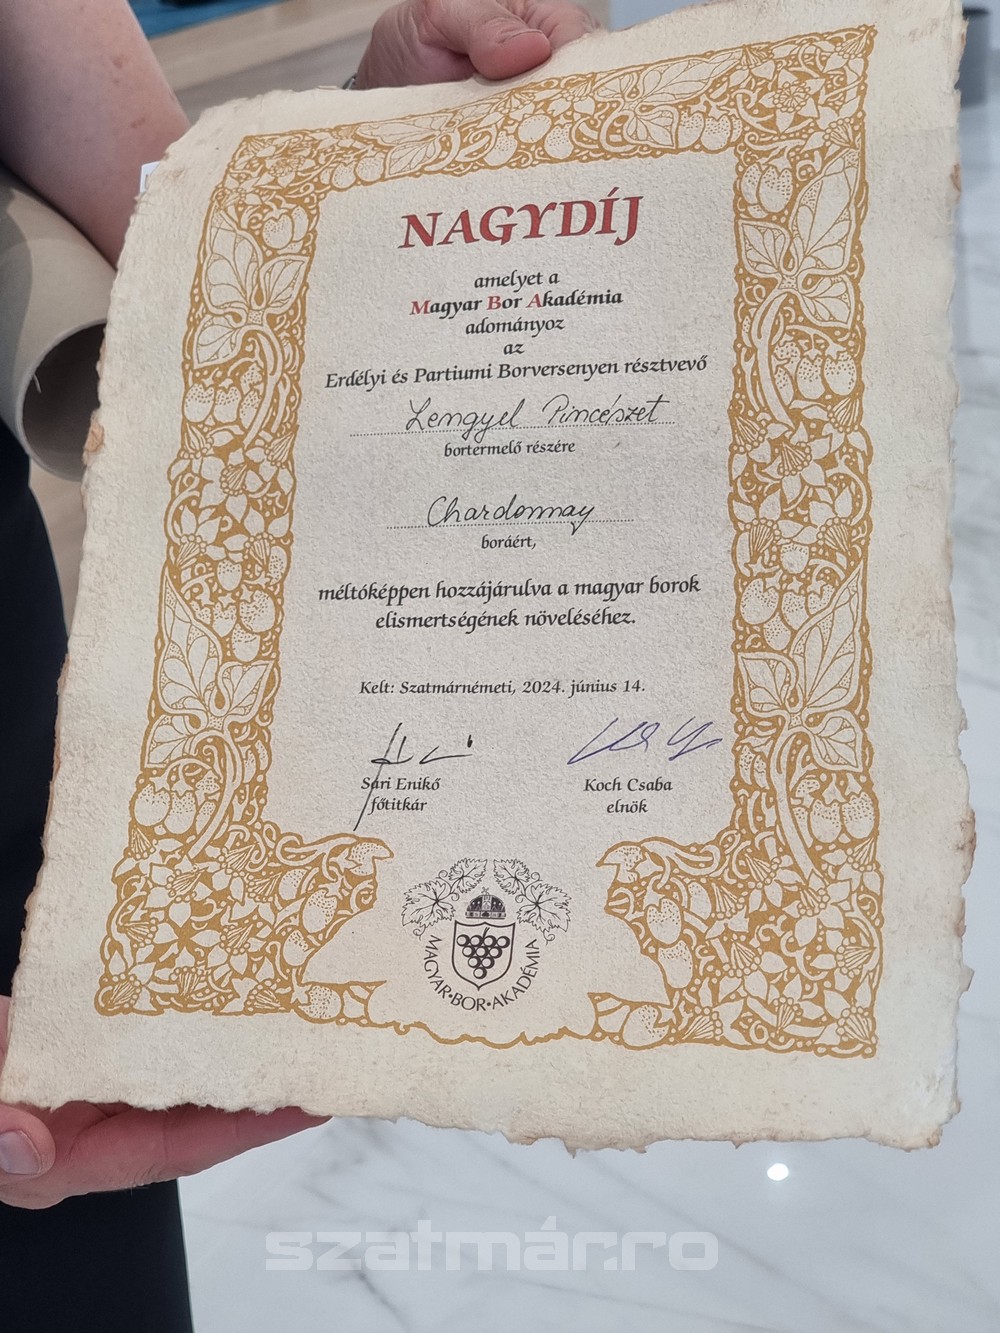 NAGYDÍJ
amelyet a
Magyar Bor Akadémia
adományoz
az
Erdélyi és Partiumi Borversenyen résztvevő
Lengyel Pincészet
bortermelő részére
Chardonnay
boráért,
méltóképpen hozzájárulva a magyar borok
elismertségének növeléséhez.
Kelt: Szatmárnémeti, 2024. június 14.
Sári Enikő
főtitkár
Koch Csaba
elnök
MAGYAR•BOR•AKADÉMIA
szatmár.ro